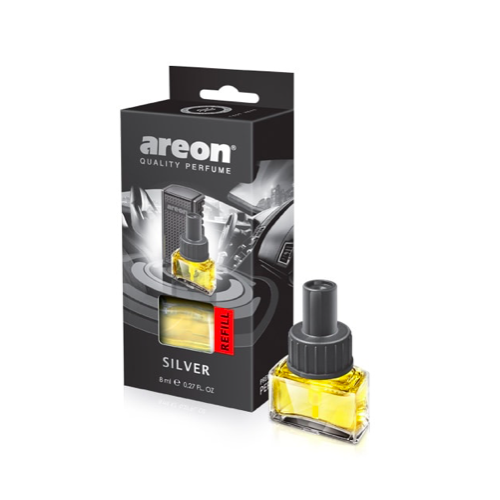 areon®
QUALITY PERFUME
REFILL
SILVER
8 ml ℮ 0.27 FL. OZ